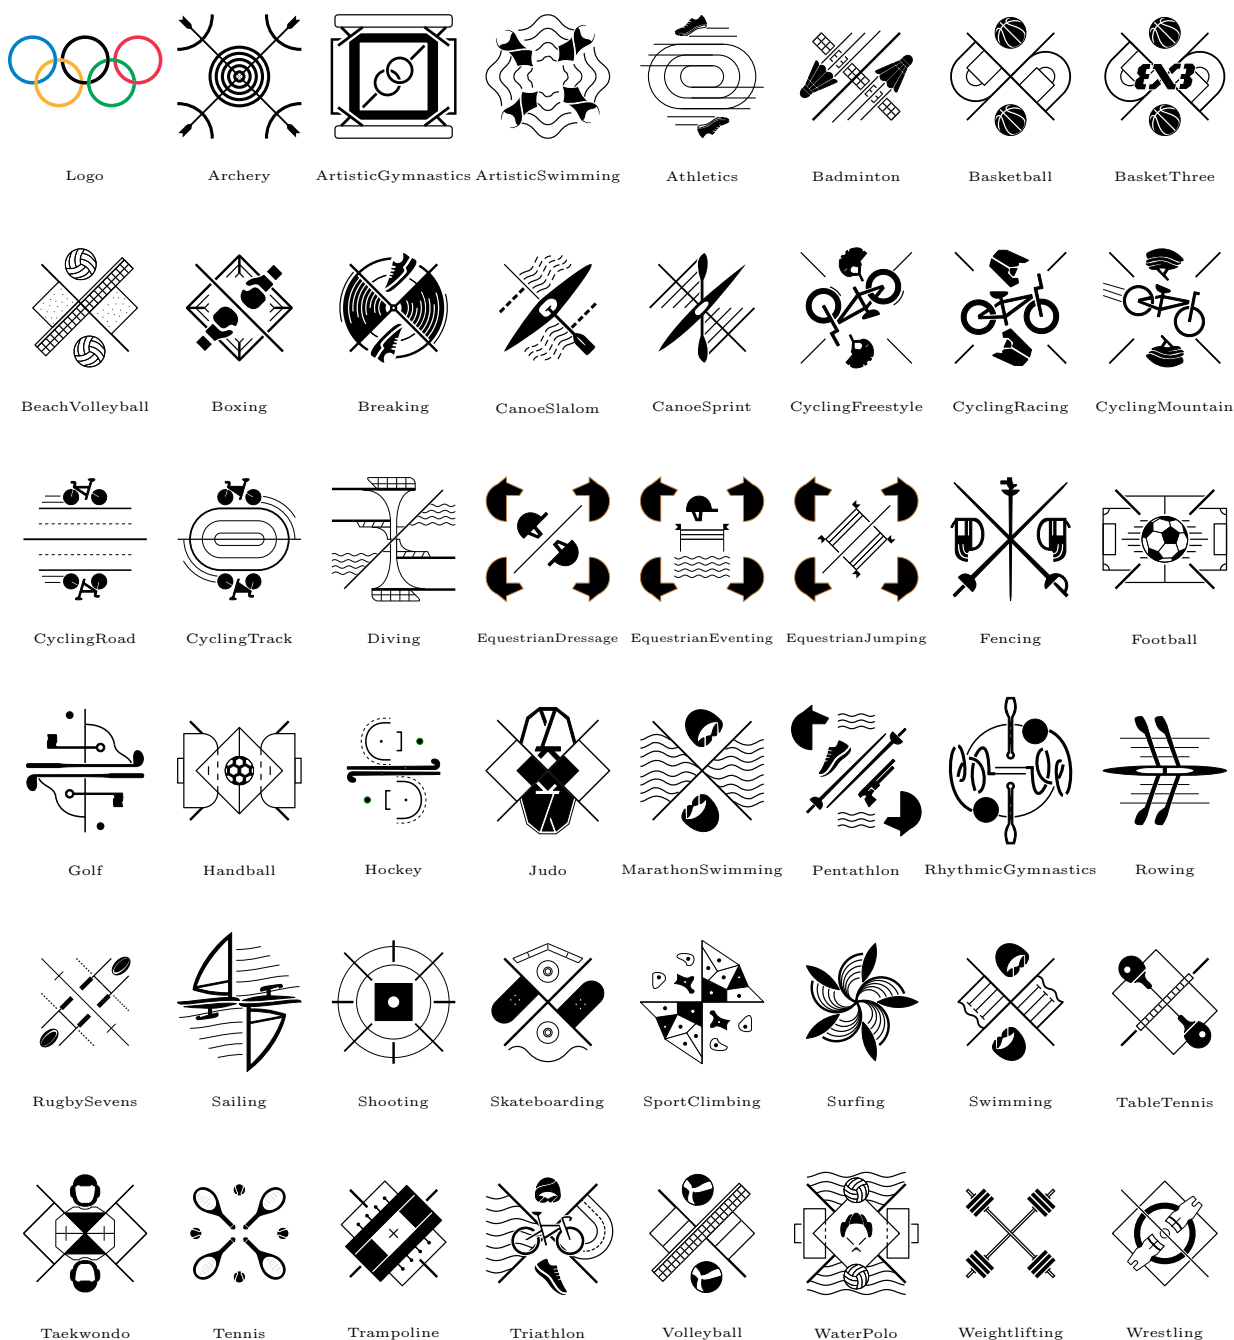 Logo Archery ArtisticGymnastics ArtisticSwimming Athletics Badminton Basketball BasketThree
3X3
BeachVolleyball Boxing Breaking CanoeSlalom CanoeSprint CyclingFreestyle CyclingRacing CyclingMountain
CyclingRoad CyclingTrack Diving EquestrianDressage EquestrianEventing EquestrianJumping Fencing Football
Golf Handball Hockey Judo MarathonSwimming Pentathlon RhythmicGymnastics Rowing
RugbySevens Sailing Shooting Skateboarding SportClimbing Surfing Swimming TableTennis
Taekwondo Tennis Trampoline Triathlon Volleyball WaterPolo Weightlifting Wrestling